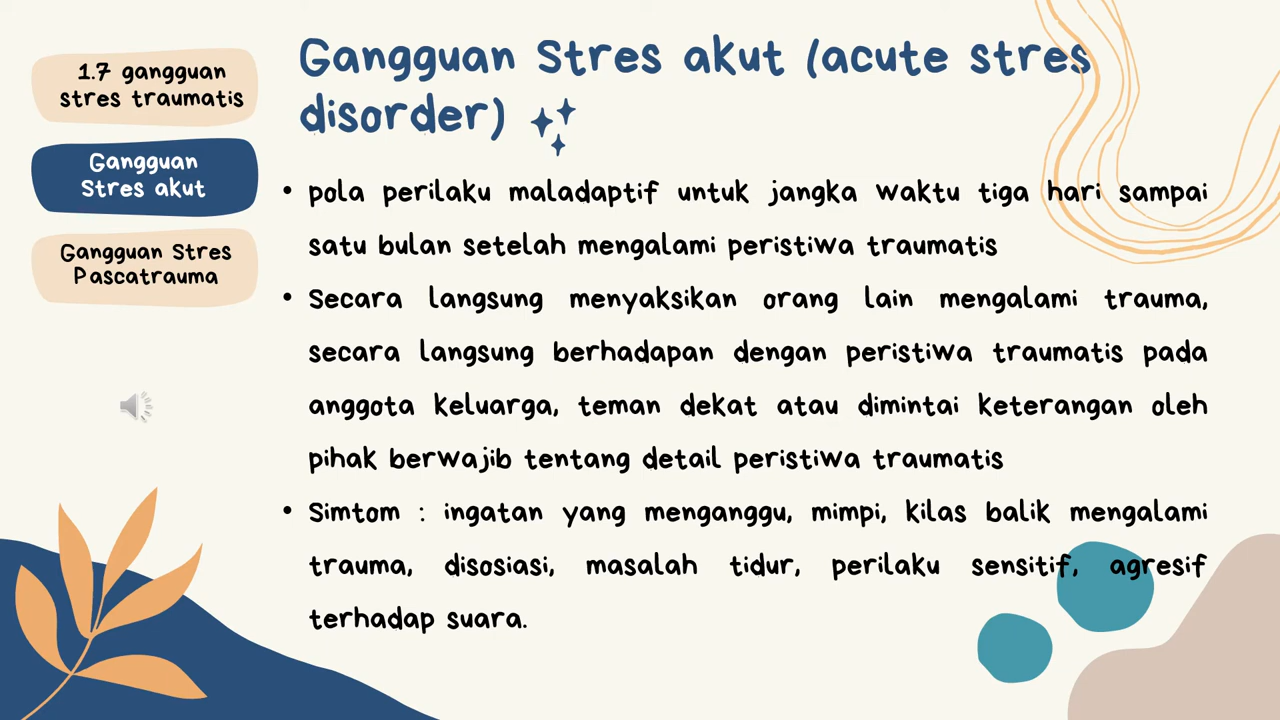 1.7 gangguan
stres traumatis
Gangguan
Stres akut
Gangguan Stres
Pascatrauma
Gangguan Stres akut (acute stres
disorder)
• pola perilaku maladaptif untuk jangka waktu tiga hari sampai
satu bulan setelah mengalami peristiwa traumatis
• Secara langsung menyaksikan orang lain mengalami trauma,
secara langsung berhadapan dengan peristiwa traumatis pada
anggota keluarga, teman dekat atau dimintai keterangan oleh
pihak berwajib tentang detail peristiwa traumatis
• Simtom : ingatan yang menganggu, mimpi, kilas balik mengalami
trauma, disosiasi, masalah tidur, perilaku sensitif, agresif
terhadap suara.